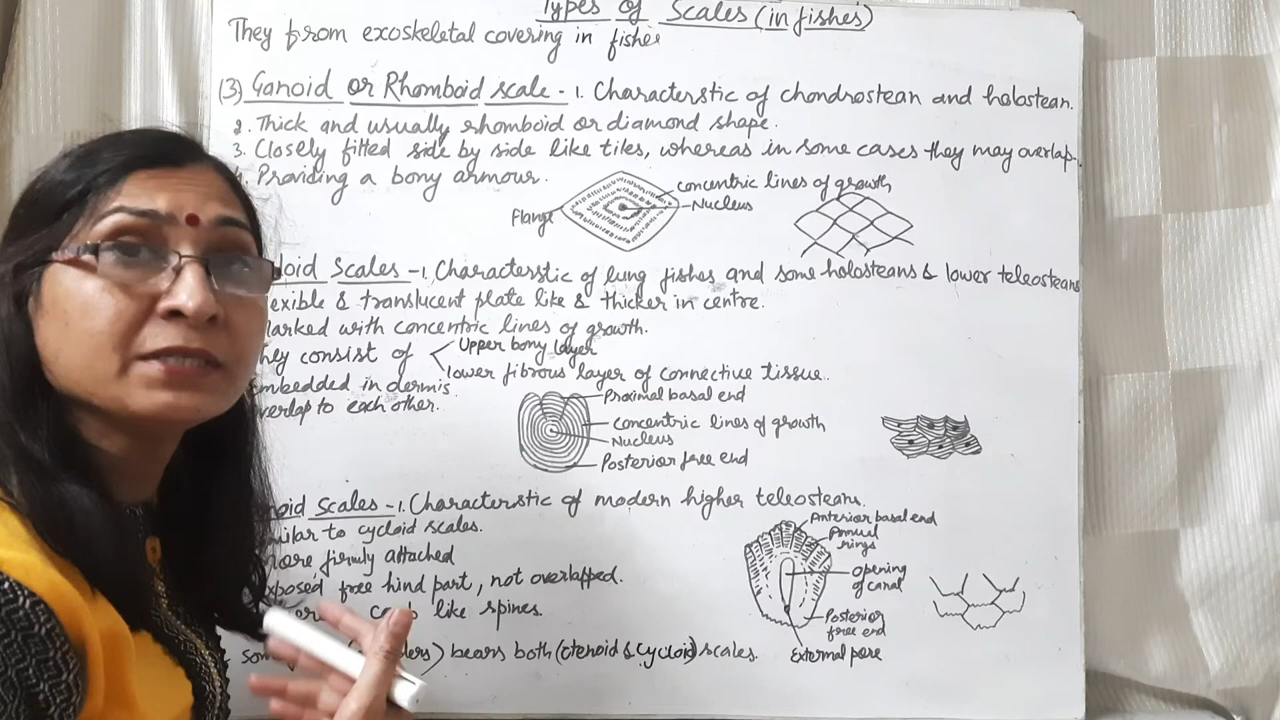 Types of Scales (in fishes)
They from exoskeletal covering in fishes
(3) Ganoid or Rhomboid scale - 1. Characterstic of chondrostean and holostean.
2. Thick and usually rhomboid or diamond shape.
3. Closely fitted side by side like tiles, whereas in some cases they may overlap.
4. Providing a bony armour.
Concentric lines of growth
Nucleus
Flange
loid Scales - 1. Characterstic of lung fishes and some holosteans & lower teleosteans
exible & translucent plate like & thicker in centre.
arked with concentric lines of growth.
hey consist of
Upper bony layer
lower fibrous layer of connective tissue.
mbedded in dermis
verlap to each other.
Proximal basal end
Concentric lines of growth
Nucleus
Posterior free end
noid Scales - 1. Characterstic of modern higher teleosteans.
milar to cycloid scales.
more firmly attached
xposed free hind part, not overlapped.
like spines.
Anterior basal end
Annual rings
Opening of canal
Posterior free end
External pore
bears both (ctenoid & cycloid) scales.